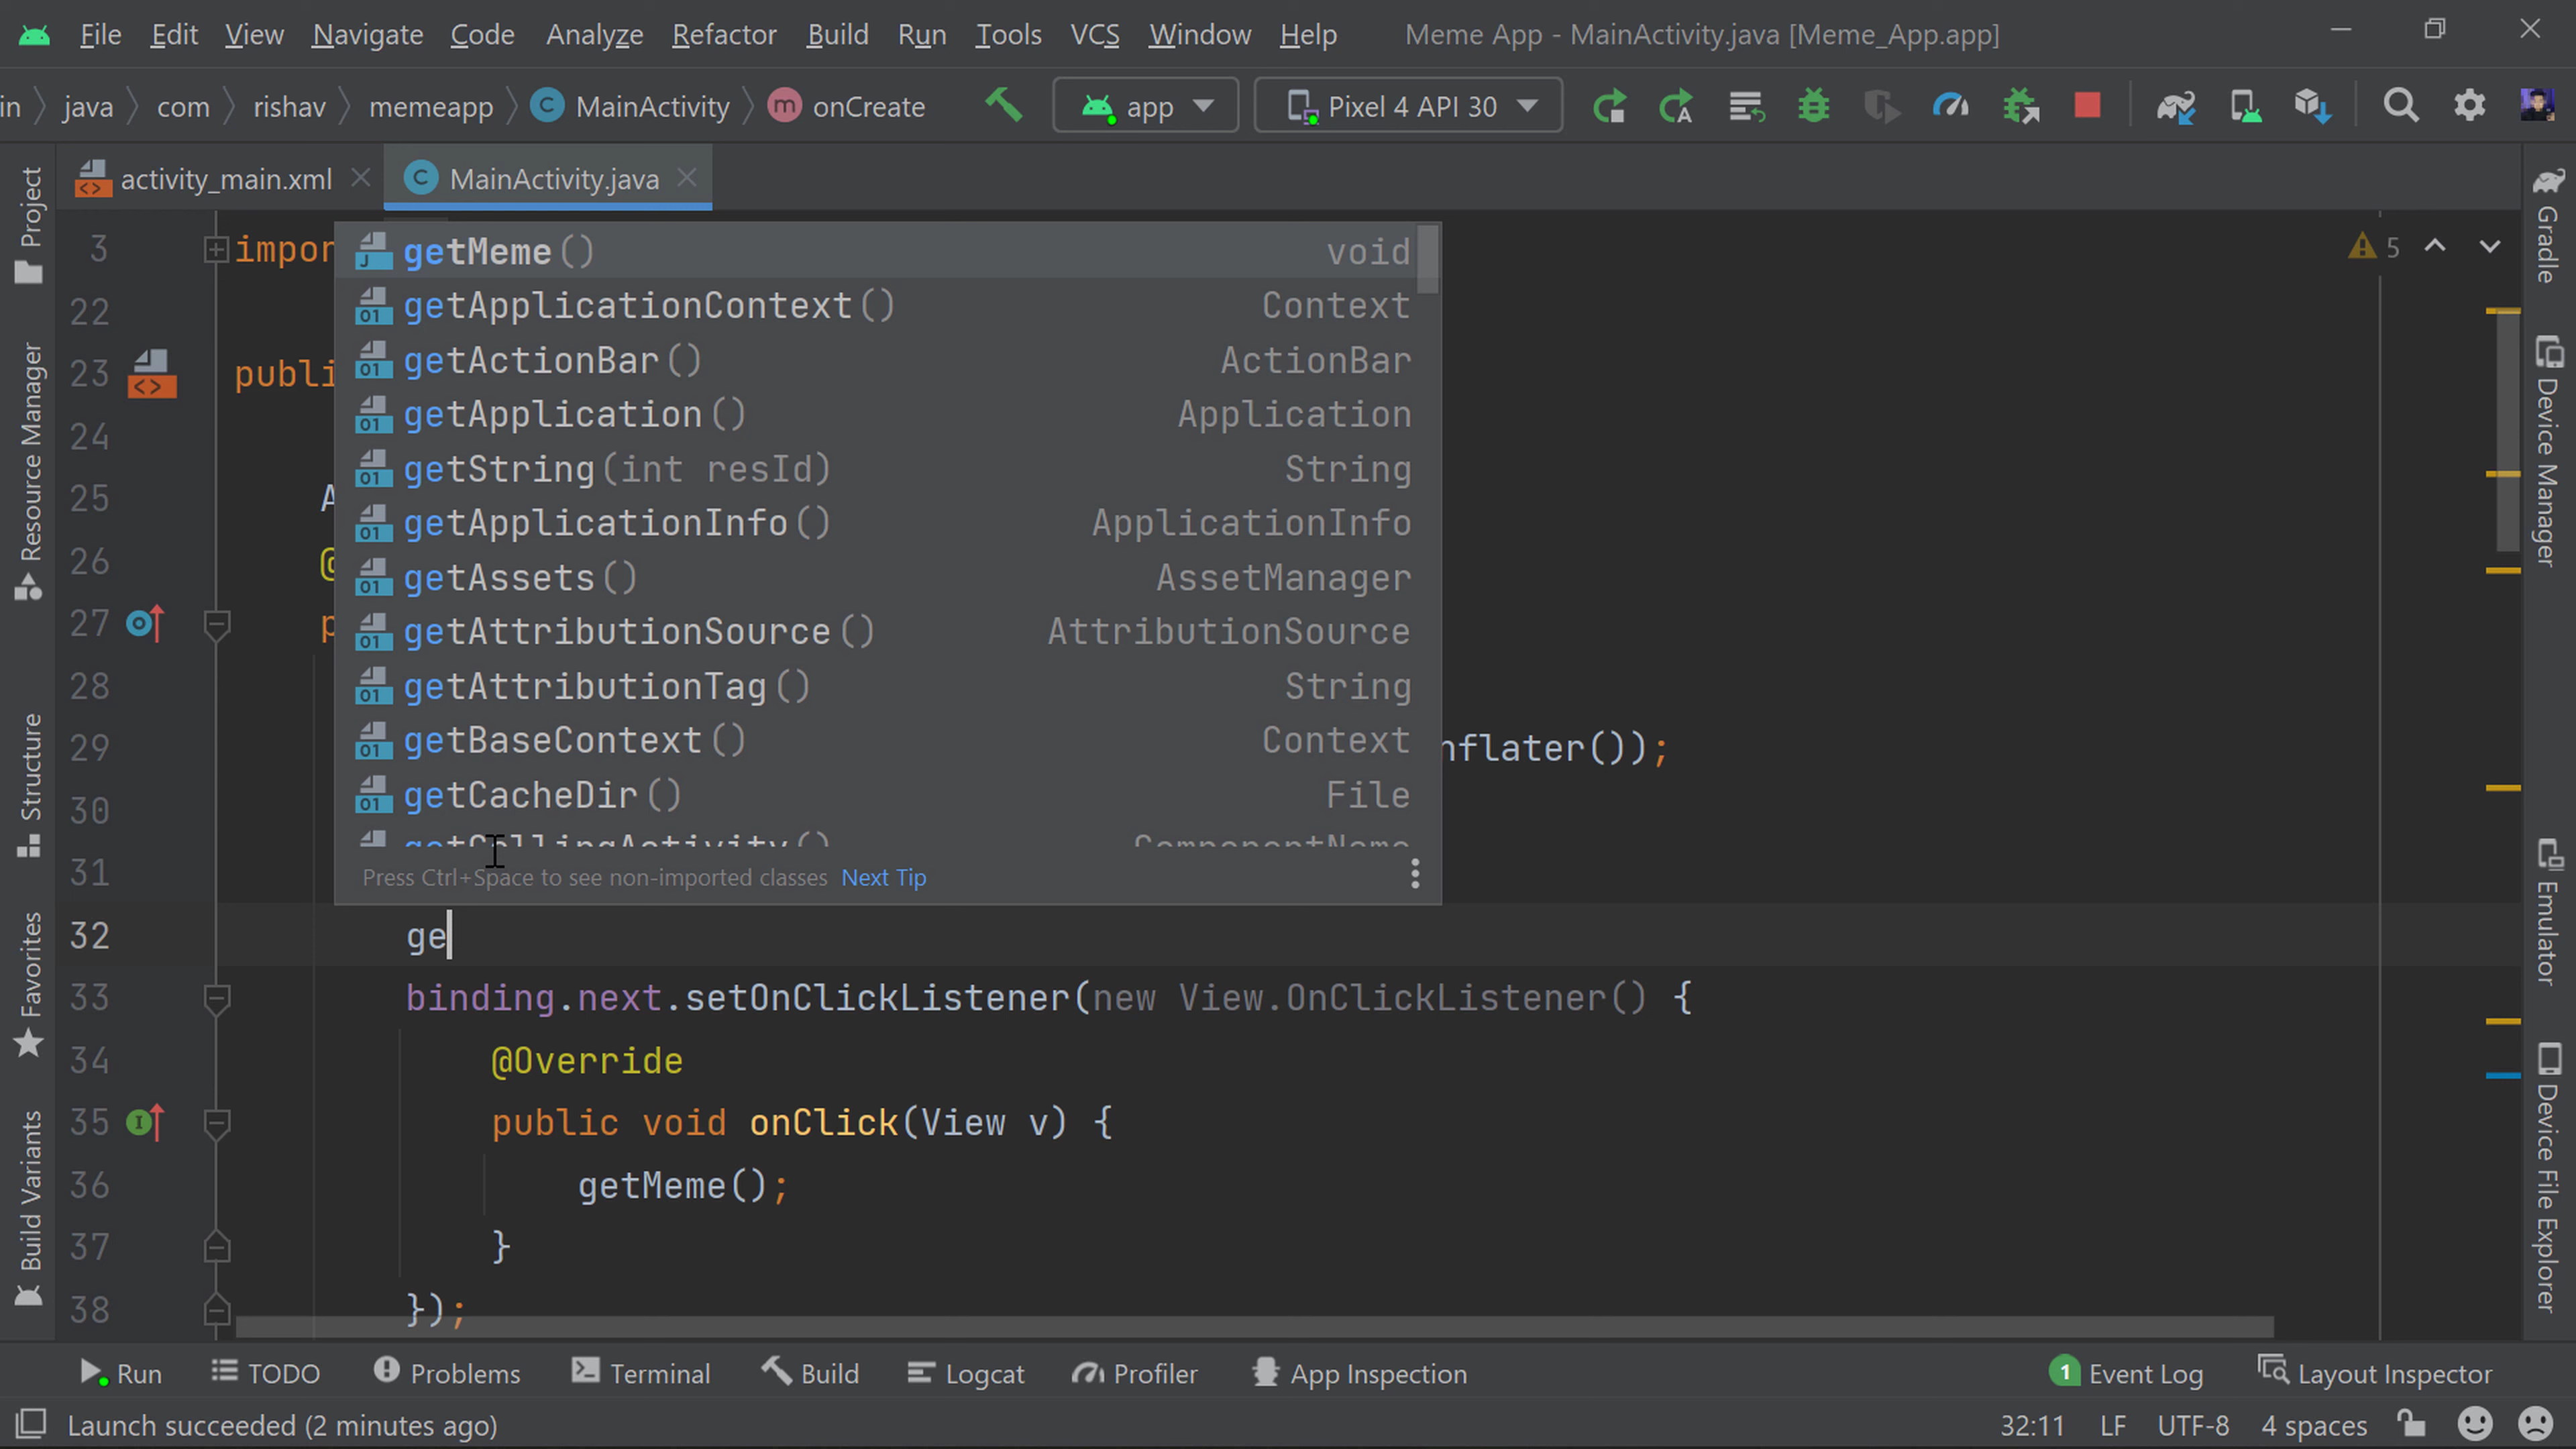 File Edit View Navigate Code Analyze Refactor Build Run Tools VCS Window Help Meme App - MainActivity.java [Meme_App.app]
in java com rishav memeapp C MainActivity m onCreate app Pixel 4 API 30
activity_main.xml C MainActivity.java
Project
Resource Manager
Structure
Favorites
Build Variants
3 impor
22
23 publi
24
25 A
26 @
27 p
28
29 nflater());
30
31
32 ge
33 binding.next.setOnClickListener(new View.OnClickListener() {
34 @Override
35 public void onClick(View v) {
36 getMeme();
37 }
38 });
getMeme() void
getApplicationContext() Context
getActionBar() ActionBar
getApplication() Application
getString(int resId) String
getApplicationInfo() ApplicationInfo
getAssets() AssetManager
getAttributionSource() AttributionSource
getAttributionTag() String
getBaseContext() Context
getCacheDir() File
getCallingActivity() ComponentName
Press Ctrl+Space to see non-imported classes Next Tip
5
Gradle
Device Manager
Emulator
Device File Explorer
Run TODO Problems Terminal Build Logcat Profiler App Inspection 1 Event Log Layout Inspector
Launch succeeded (2 minutes ago) 32:11 LF UTF-8 4 spaces